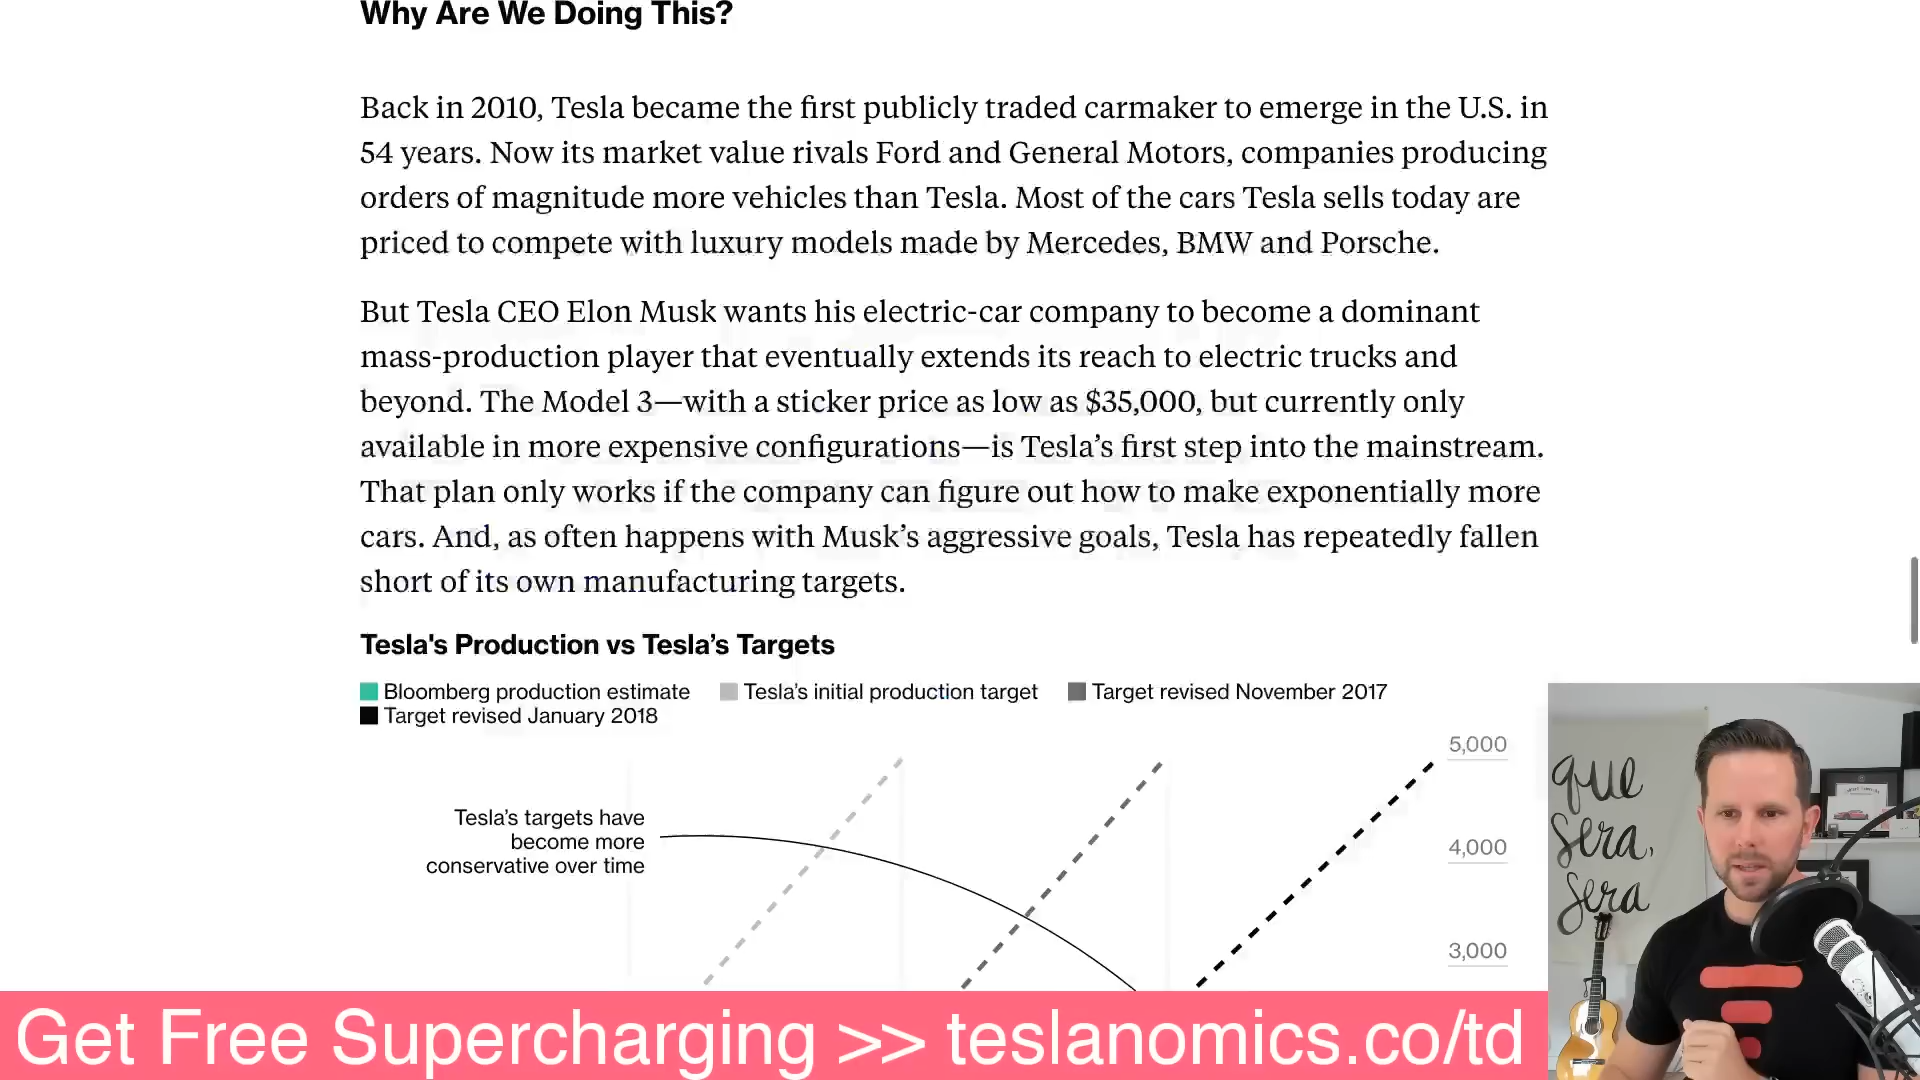 Why Are We Doing This?
Back in 2010, Tesla became the first publicly traded carmaker to emerge in the U.S. in
54 years. Now its market value rivals Ford and General Motors, companies producing
orders of magnitude more vehicles than Tesla. Most of the cars Tesla sells today are
priced to compete with luxury models made by Mercedes, BMW and Porsche.
But Tesla CEO Elon Musk wants his electric-car company to become a dominant
mass-production player that eventually extends its reach to electric trucks and
beyond. The Model 3—with a sticker price as low as $35,000, but currently only
available in more expensive configurations—is Tesla’s first step into the mainstream.
That plan only works if the company can figure out how to make exponentially more
cars. And, as often happens with Musk’s aggressive goals, Tesla has repeatedly fallen
short of its own manufacturing targets.
Tesla's Production vs Tesla’s Targets
Bloomberg production estimate
Tesla’s initial production target
Target revised November 2017
Target revised January 2018
5,000
Tesla’s targets have
become more
conservative over time
4,000
3,000
que
sera,
sera
Get Free Supercharging >> teslanomics.co/td